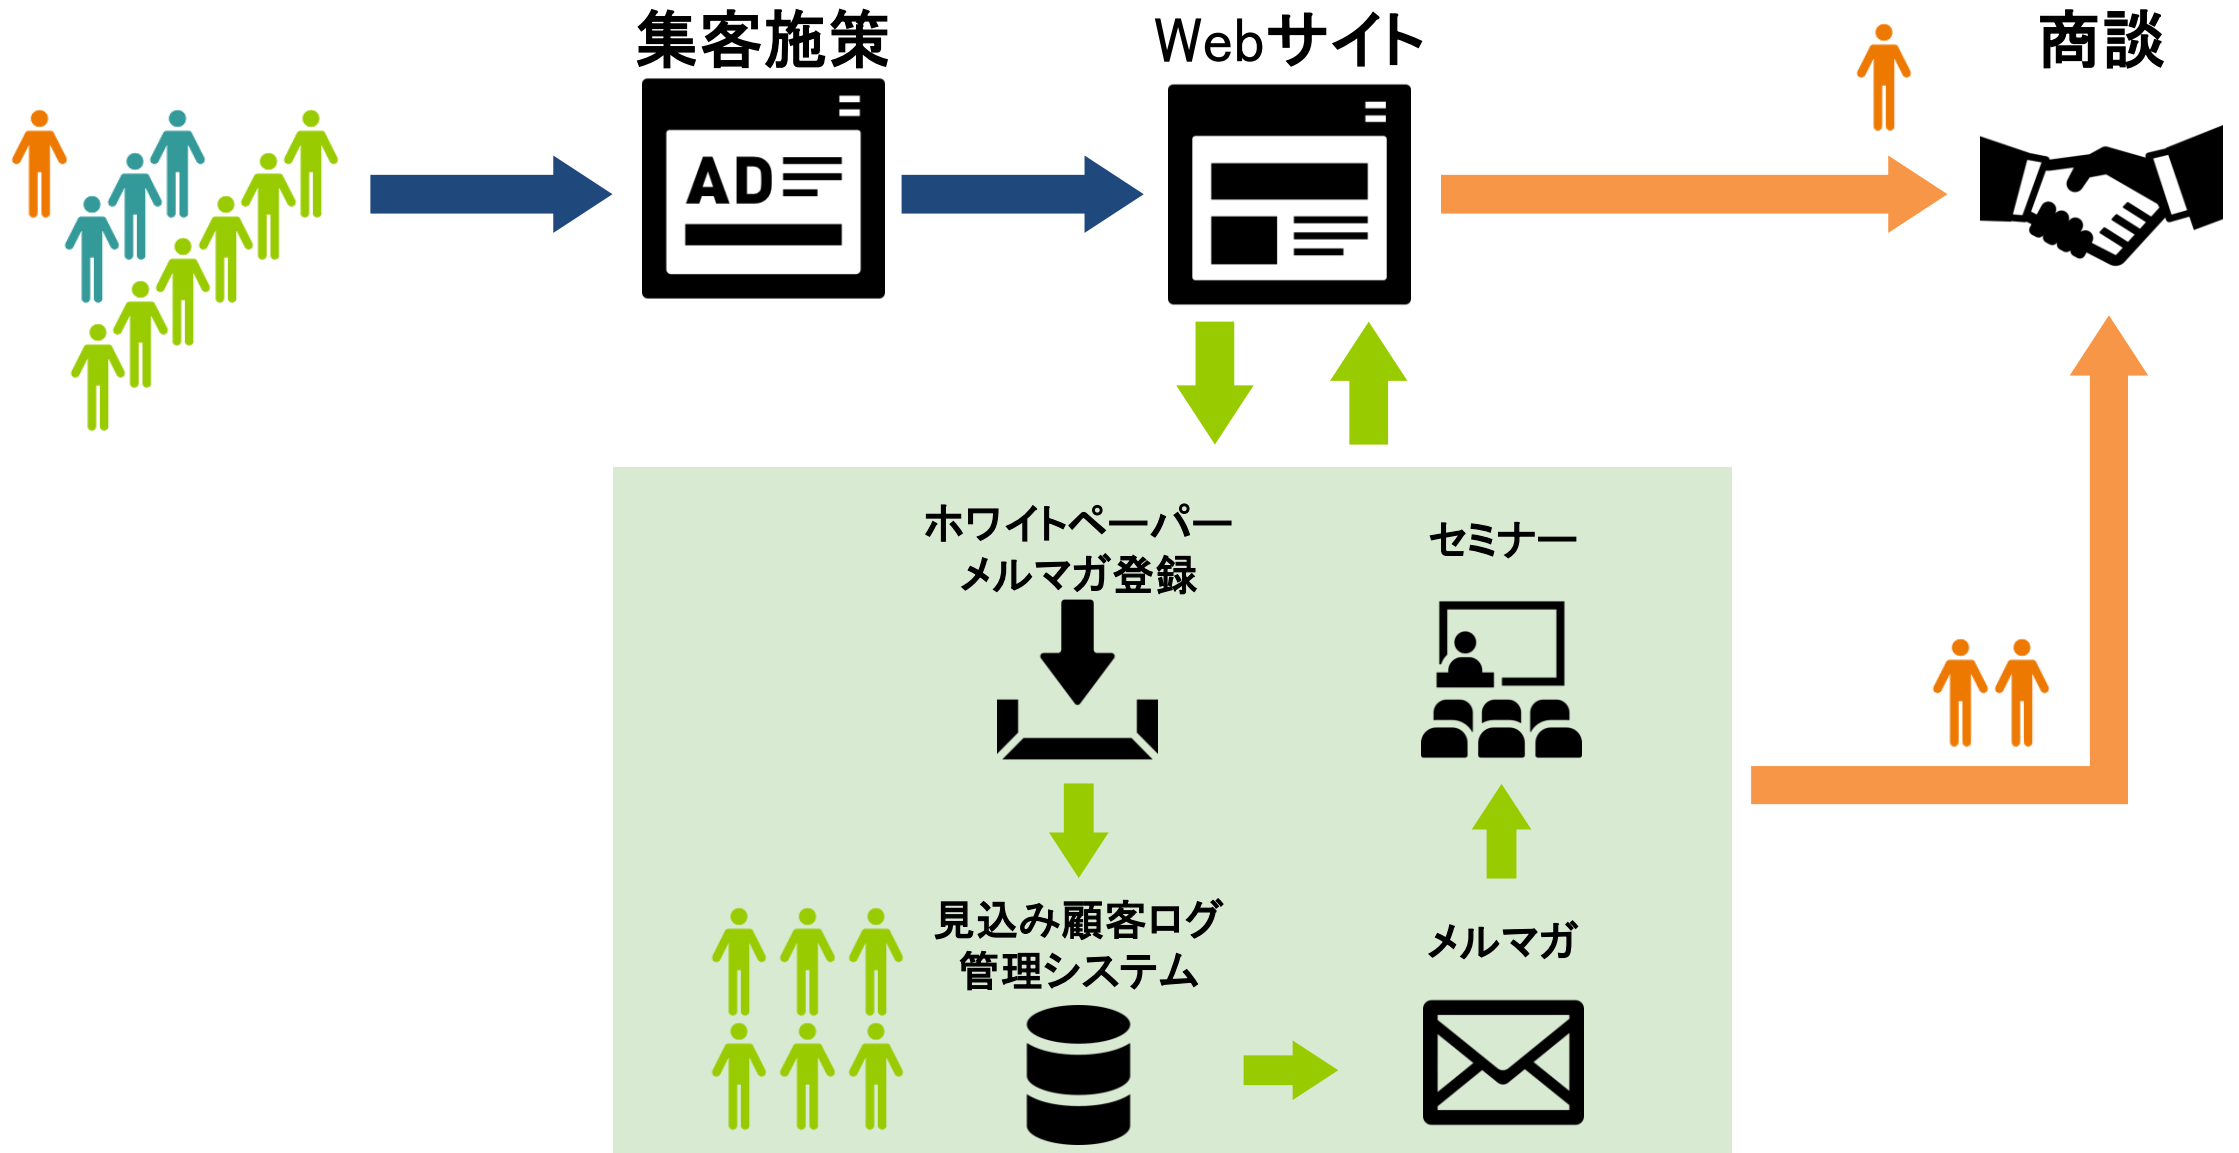 集客施策
Webサイト
商談
AD
ホワイトペーパー
メルマガ登録
セミナー
見込み顧客ログ
管理システム
メルマガ